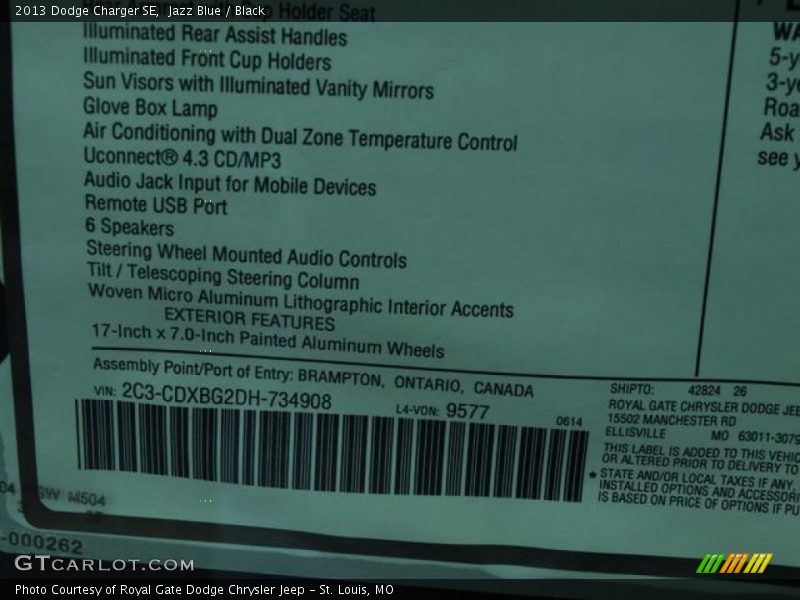 2013 Dodge Charger SE, Jazz Blue / Black
Cup Holder Seat
Illuminated Rear Assist Handles
Illuminated Front Cup Holders
Sun Visors with Illuminated Vanity Mirrors
Glove Box Lamp
Air Conditioning with Dual Zone Temperature Control
Uconnect® 4.3 CD/MP3
Audio Jack Input for Mobile Devices
Remote USB Port
6 Speakers
Steering Wheel Mounted Audio Controls
Tilt / Telescoping Steering Column
Woven Micro Aluminum Lithographic Interior Accents
EXTERIOR FEATURES
17-Inch x 7.0-Inch Painted Aluminum Wheels
WA
5-y
3-ye
Roa
Ask
see y
Assembly Point/Port of Entry: BRAMPTON, ONTARIO, CANADA
VIN: 2C3-CDXBG2DH-734908
L4-VON: 9577
0614
SHIPTO: 42824 26
ROYAL GATE CHRYSLER DODGE JEE
15502 MANCHESTER RD
ELLISVILLE MO 63011-3079
THIS LABEL IS ADDED TO THIS VEHIC
OR ALTERED PRIOR TO DELIVERY TO
* STATE AND/OR LOCAL TAXES IF ANY,
INSTALLED OPTIONS AND ACCESSORI
IS BASED ON PRICE OF OPTIONS IF PU
04 SW M504
-000262
GTCARLOT.COM
Photo Courtesy of Royal Gate Dodge Chrysler Jeep - St. Louis, MO